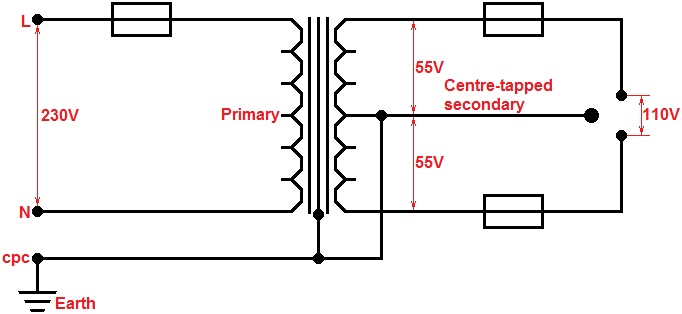 L
55V
Centre-tapped
secondary
230V
Primary
110V
55V
N
cpc
Earth